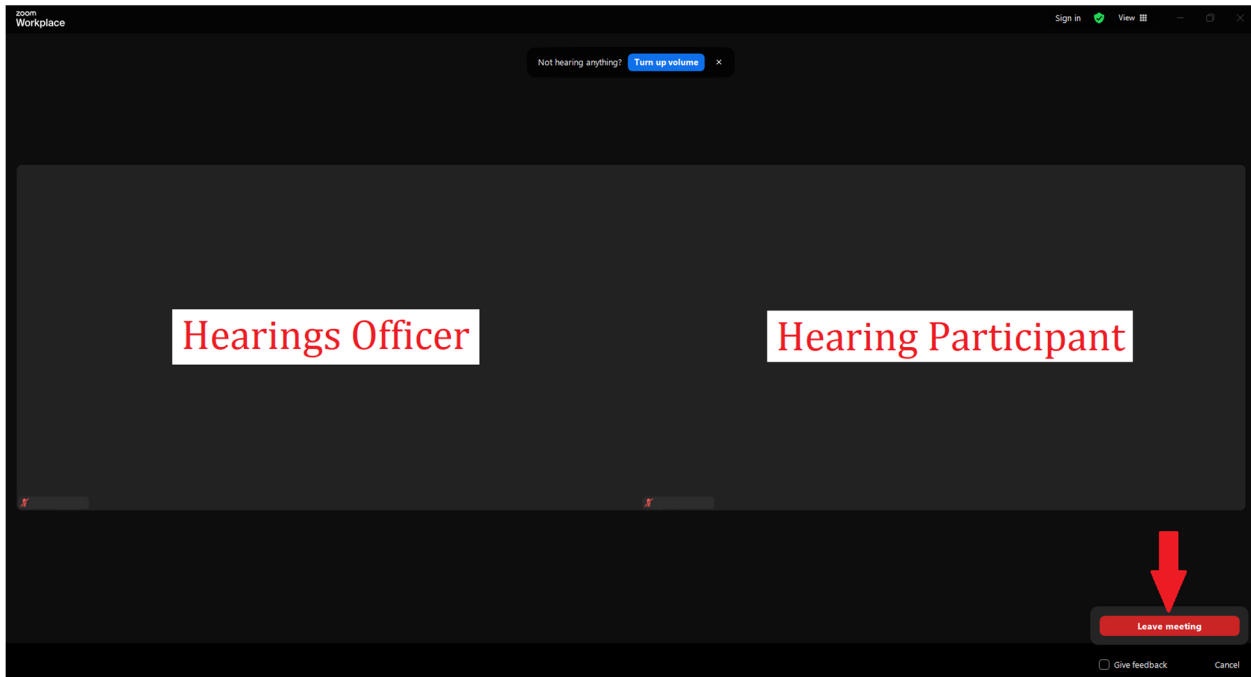 zoom
Workplace
Sign in
View
Not hearing anything? Turn up volume
Hearings Officer
Hearing Participant
Leave meeting
Give feedback
Cancel